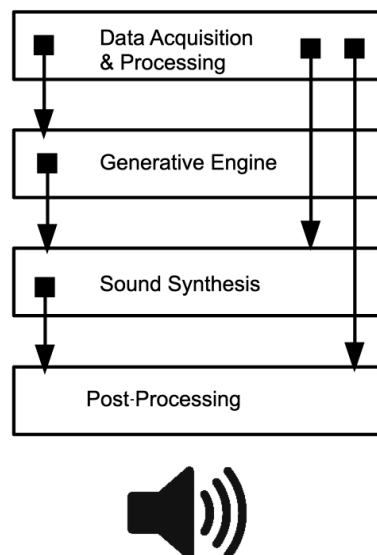 Data Acquisition
& Processing
Generative Engine
Sound Synthesis
Post-Processing